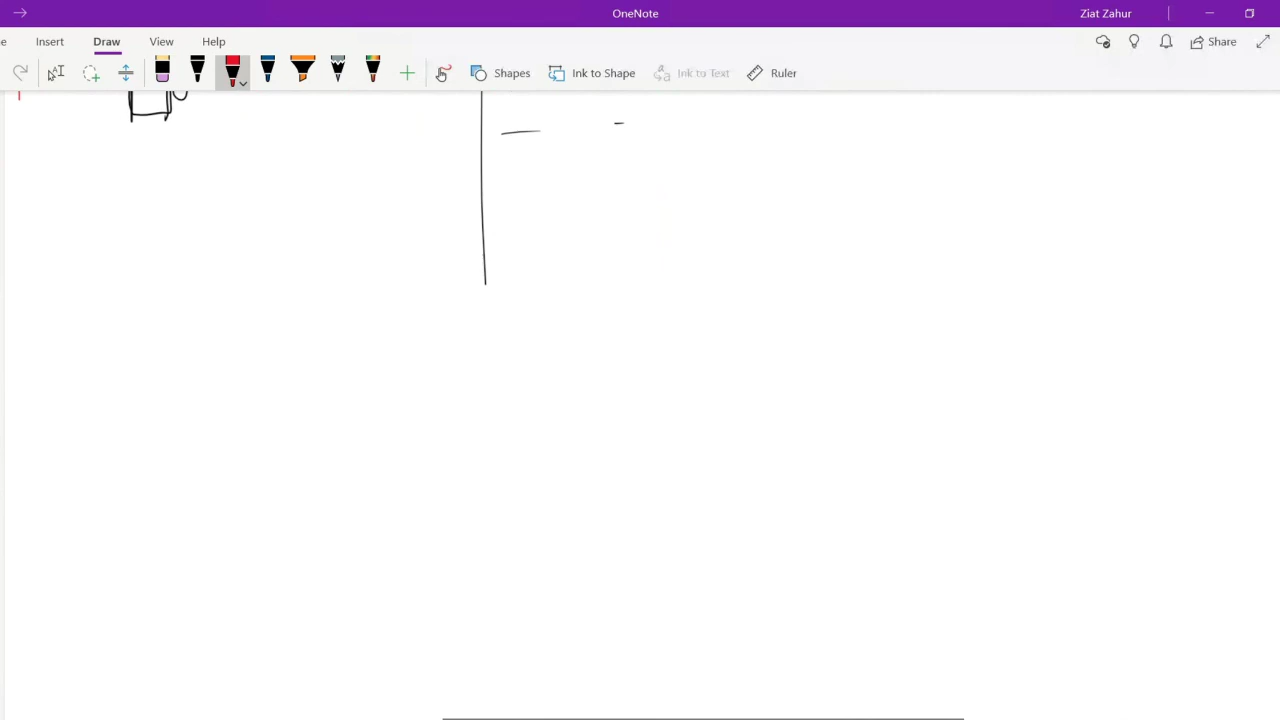 OneNote
Ziat Zahur
Insert Draw View Help Share
Shapes Ink to Shape Ink to Text Ruler